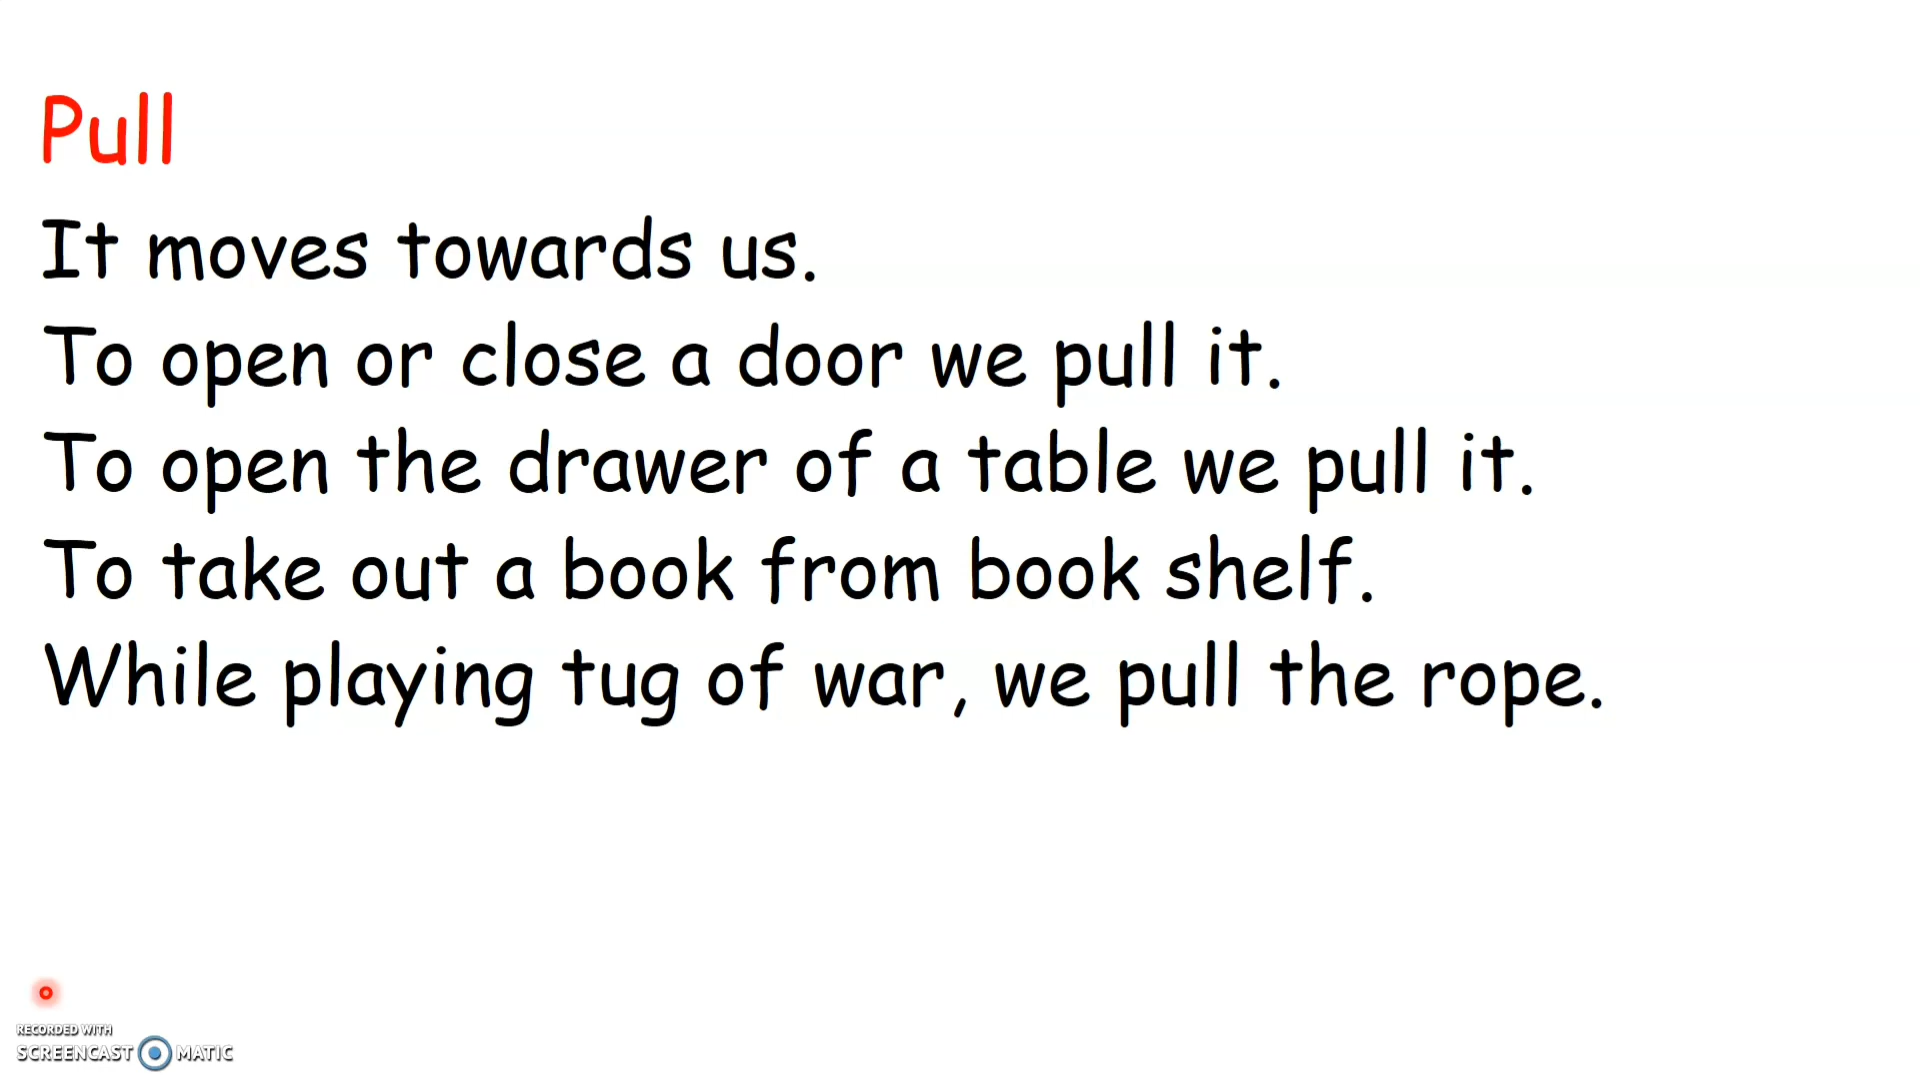 Pull
It moves towards us.
To open or close a door we pull it.
To open the drawer of a table we pull it.
To take out a book from book shelf.
While playing tug of war, we pull the rope.
RECORDED WITH
SCREENCAST MATIC